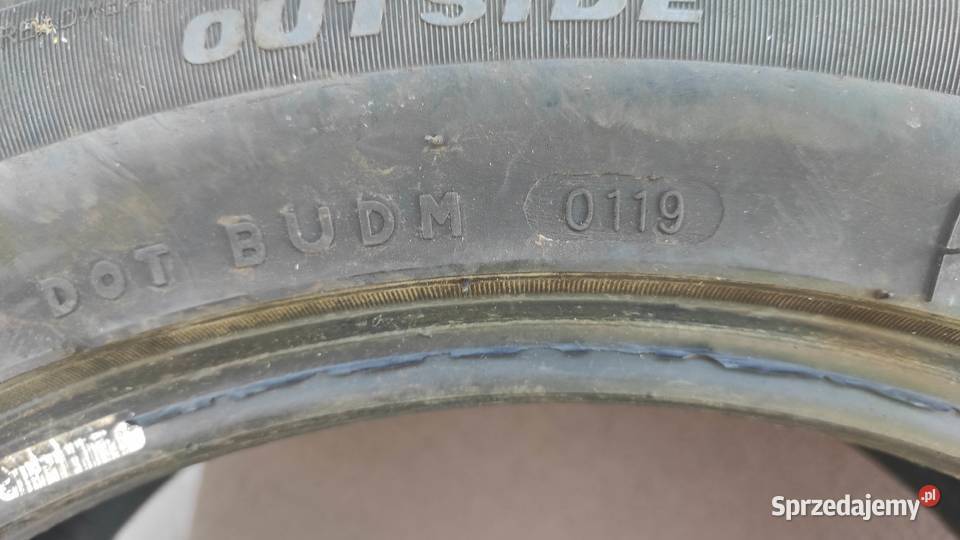 OUTSIDE
DOT BUDM 0119
Sprzedajemy.pl